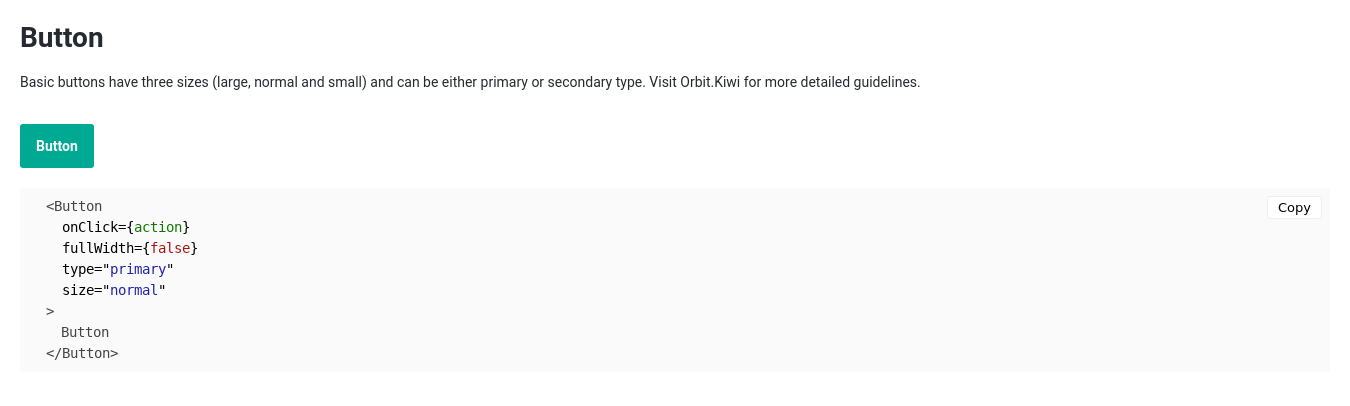 Button
Basic buttons have three sizes (large, normal and small) and can be either primary or secondary type. Visit Orbit.Kiwi for more detailed guidelines.
Button
Copy
<Button
  onClick={action}
  fullWidth={false}
  type="primary"
  size="normal"
>
  Button
</Button>